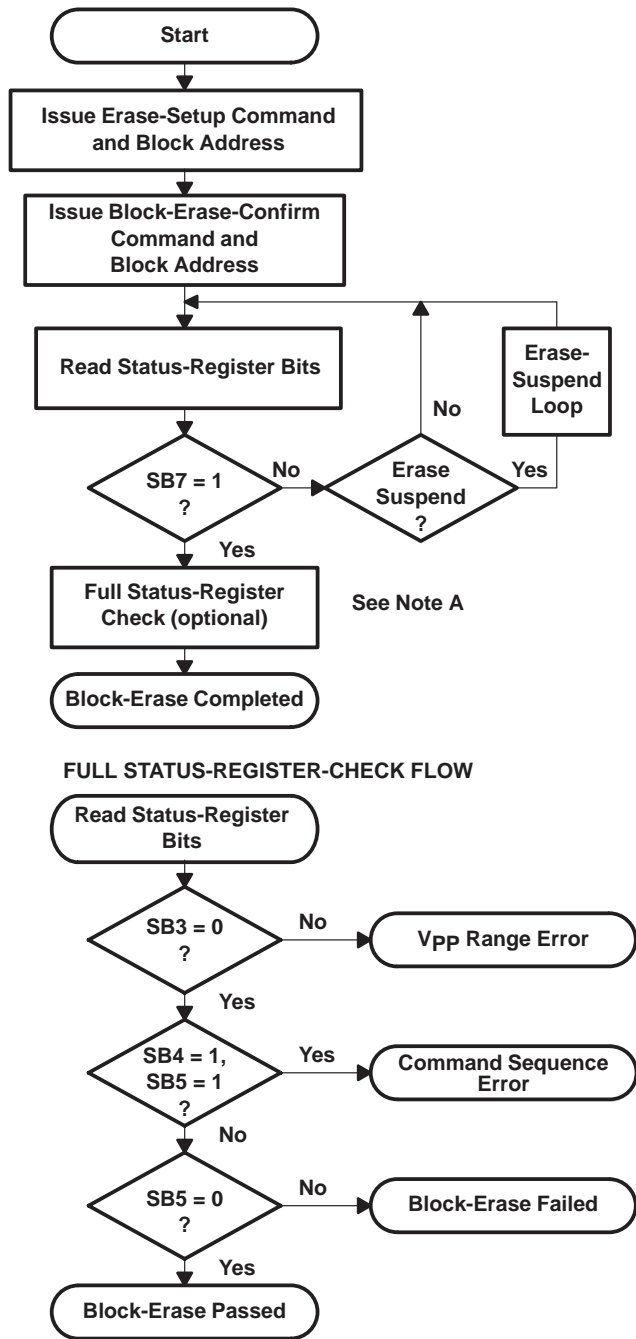 Start
Issue Erase-Setup Command
and Block Address
Issue Block-Erase-Confirm
Command and
Block Address
Read Status-Register Bits
Erase-
Suspend
Loop
No
SB7 = 1
?
No
Erase
Suspend
?
Yes
Yes
Full Status-Register
Check (optional)
See Note A
Block-Erase Completed
FULL STATUS-REGISTER-CHECK FLOW
Read Status-Register
Bits
SB3 = 0
?
No
VPP Range Error
Yes
SB4 = 1,
SB5 = 1
?
Yes
Command Sequence
Error
No
SB5 = 0
?
No
Block-Erase Failed
Yes
Block-Erase Passed